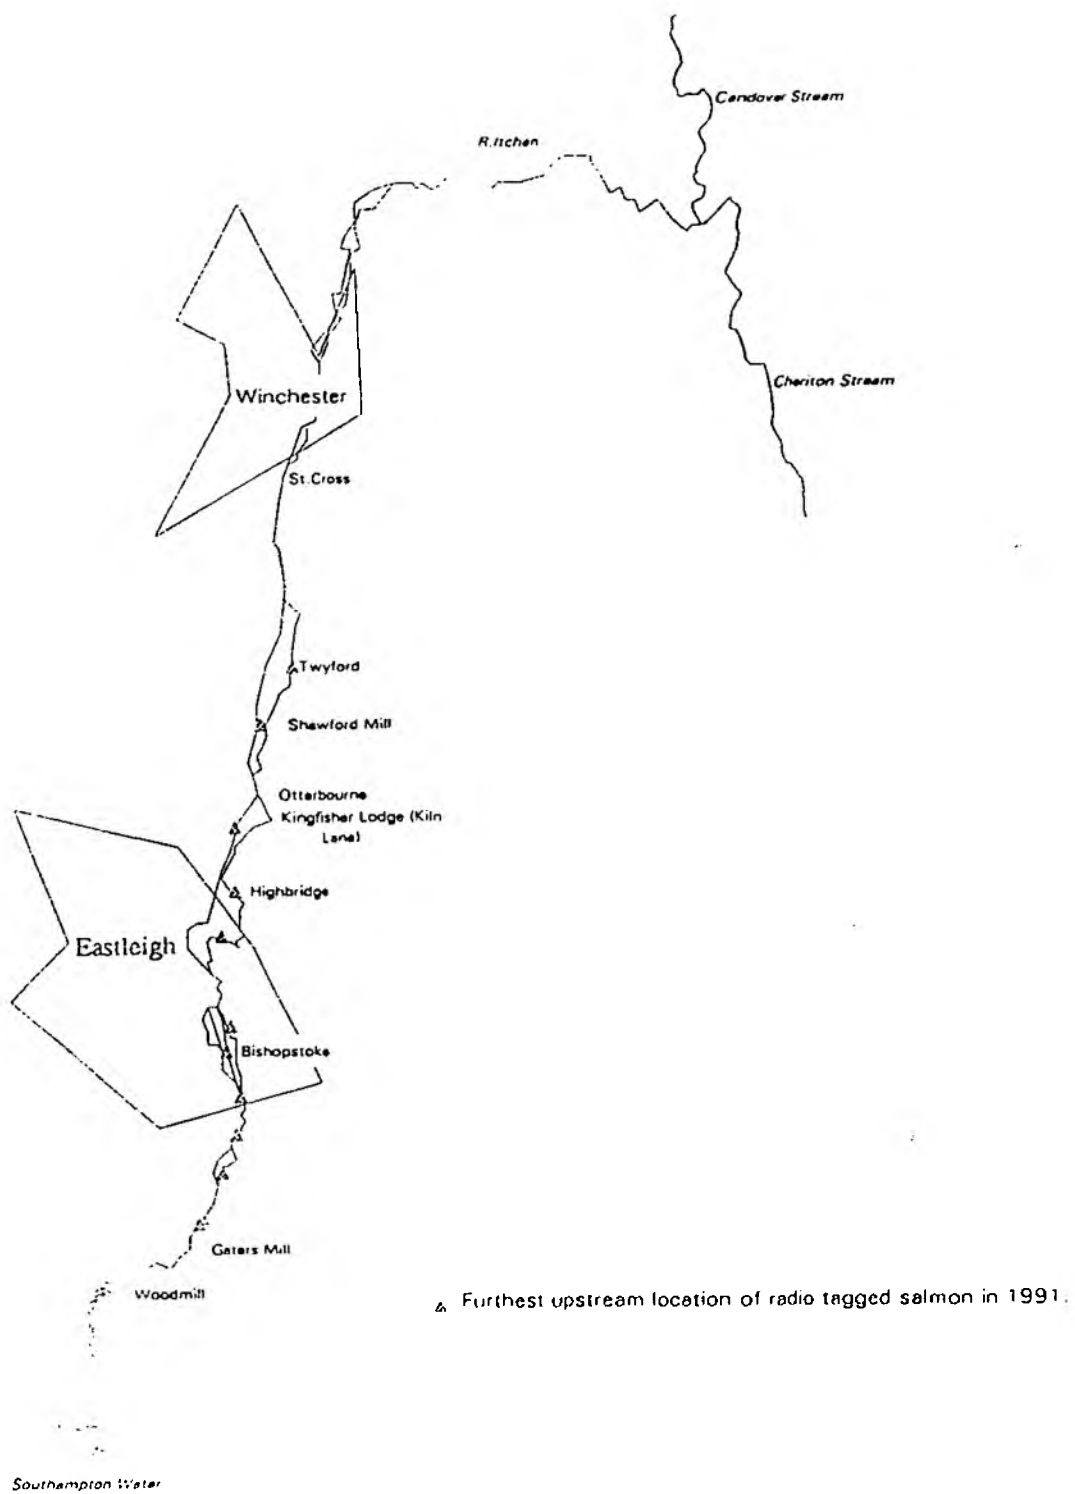 Candover Stream
R.Itchen
Cheriton Stream
Winchester
St.Cross
Twyford
Shawford Mill
Otterbourne
Kingfisher Lodge (Kiln
Lane)
Highbridge
Eastleigh
Bishopstoke
Gaters Mill
Woodmill
Furthest upstream location of radio tagged salmon in 1991.
Southampton Water